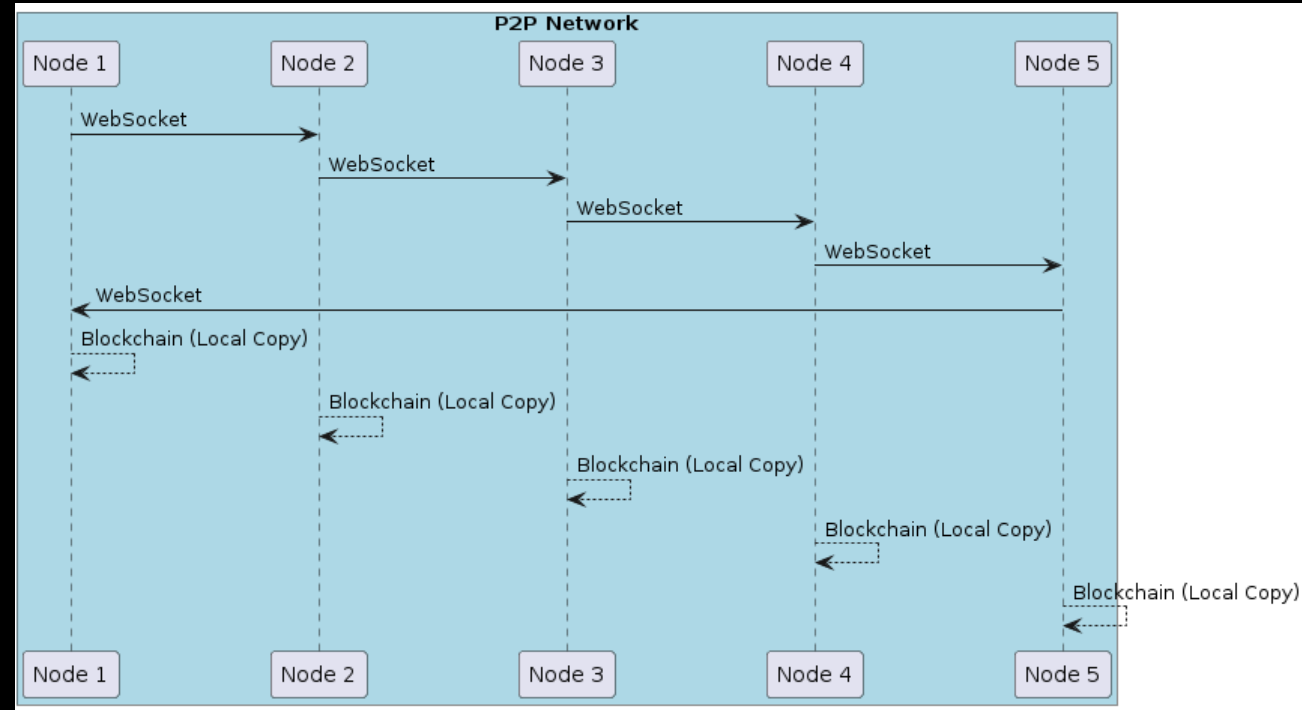 P2P Network
Node 1 Node 2 Node 3 Node 4 Node 5
WebSocket
WebSocket
WebSocket
WebSocket
WebSocket
Blockchain (Local Copy)
Blockchain (Local Copy)
Blockchain (Local Copy)
Blockchain (Local Copy)
Blockchain (Local Copy)
Node 1 Node 2 Node 3 Node 4 Node 5